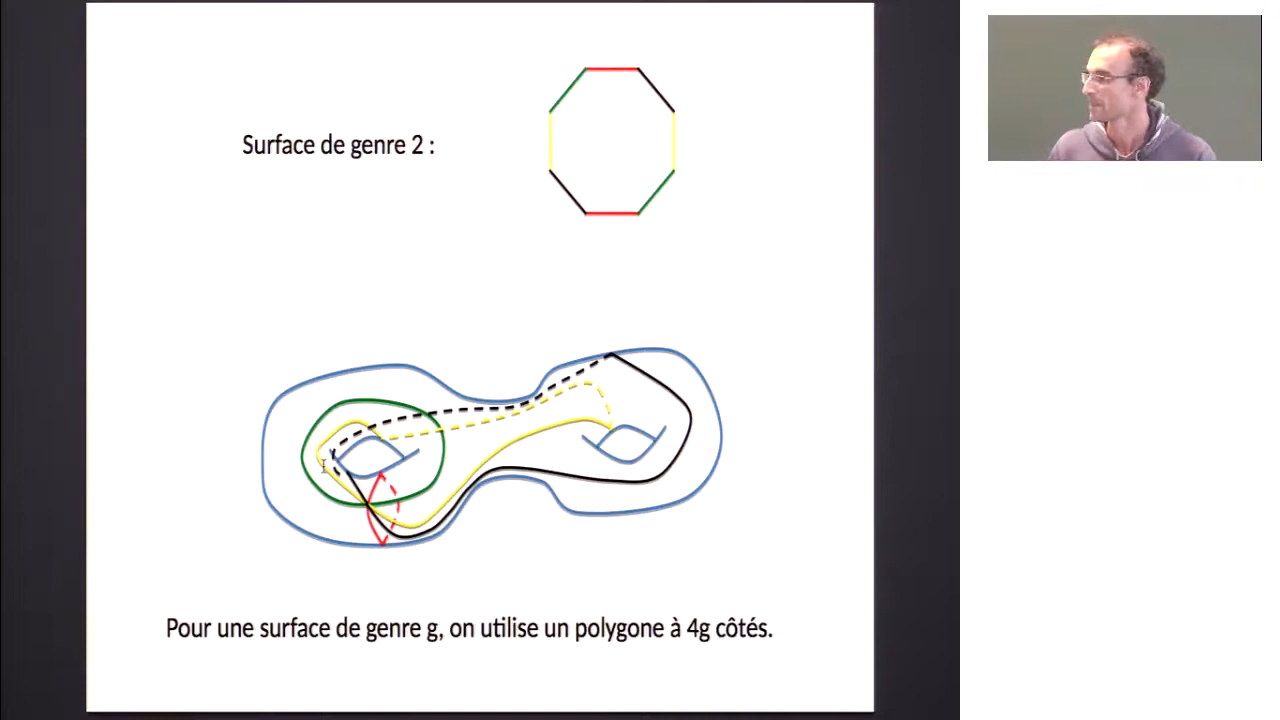 Surface de genre 2 :
Pour une surface de genre g, on utilise un polygone à 4g côtés.